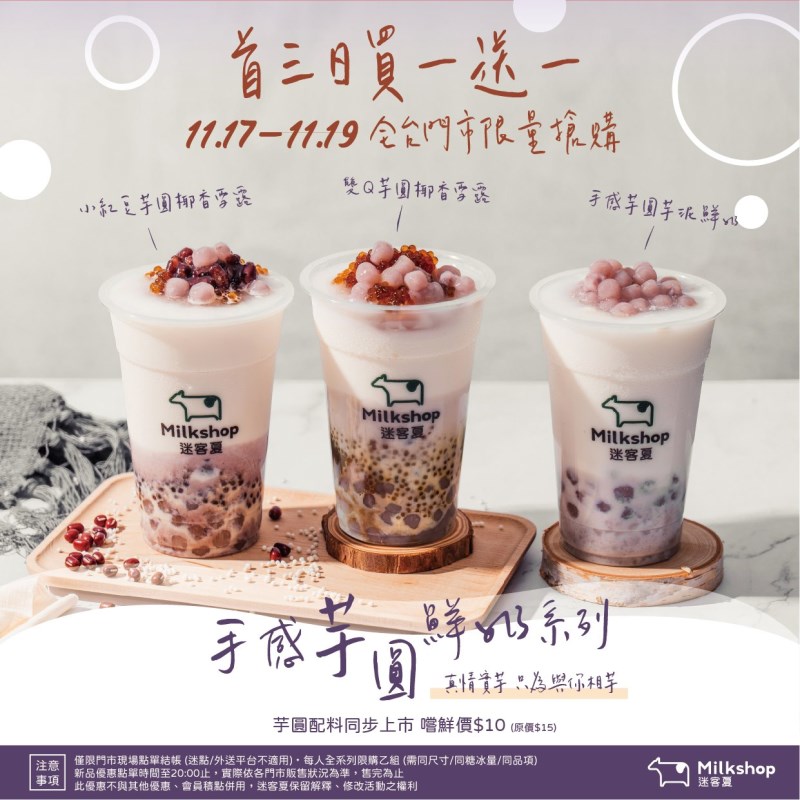 首三日買一送一
11.17-11.19 全台門市限量搶購
小紅豆芋圓椰香雪露
雙Q芋圓椰香雪露
手感芋圓芋泥鮮奶
Milkshop
迷客夏
Milkshop
迷客夏
Milkshop
迷客夏
手感芋圓鮮奶系列
真情實芋 只為與你相芋
芋圓配料同步上市 嚐鮮價$10 (原價$15)
注意
事項
僅限門市現場點單結帳 (迷點/外送平台不適用)，每人全系列限購乙組 (需同尺寸/同糖冰量/同品項)
新品優惠點單時間至20:00止，實際依各門市販售狀況為準，售完為止
此優惠不與其他優惠、會員積點併用，迷客夏保留解釋、修改活動之權利
Milkshop
迷客夏